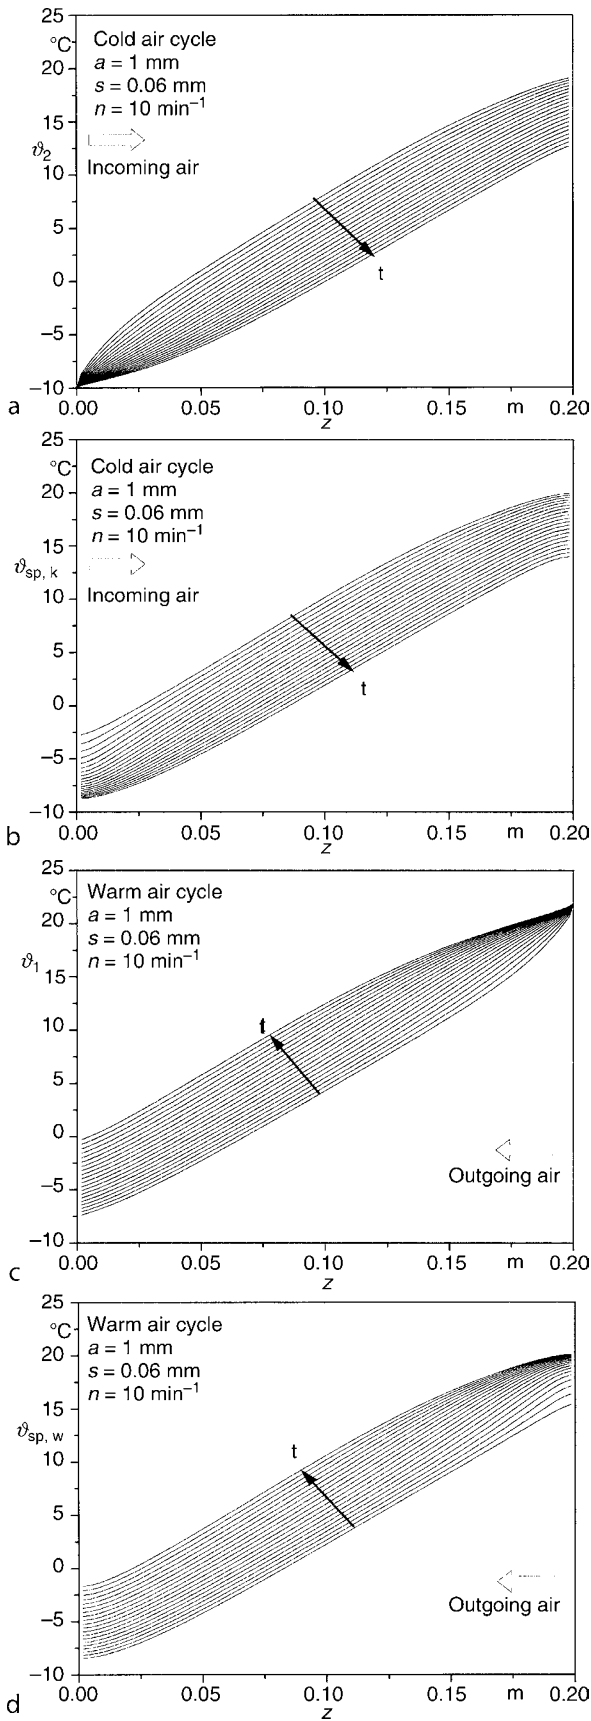 25
°C
20
15
ϑ2
10
5
0
−5
−10
Cold air cycle
a = 1 mm
s = 0.06 mm
n = 10 min−1
Incoming air
t
0.00 0.05 0.10 0.15 m 0.20
z
a
25
°C
20
15
ϑsp, k
10
5
0
−5
−10
Cold air cycle
a = 1 mm
s = 0.06 mm
n = 10 min−1
Incoming air
t
0.00 0.05 0.10 0.15 m 0.20
z
b
25
°C
20
15
ϑ1
10
5
0
−5
−10
Warm air cycle
a = 1 mm
s = 0.06 mm
n = 10 min−1
t
Outgoing air
0.00 0.05 0.10 0.15 m 0.20
z
c
25
°C
20
15
ϑsp, w
10
5
0
−5
−10
Warm air cycle
a = 1 mm
s = 0.06 mm
n = 10 min−1
t
Outgoing air
0.00 0.05 0.10 0.15 m 0.20
z
d